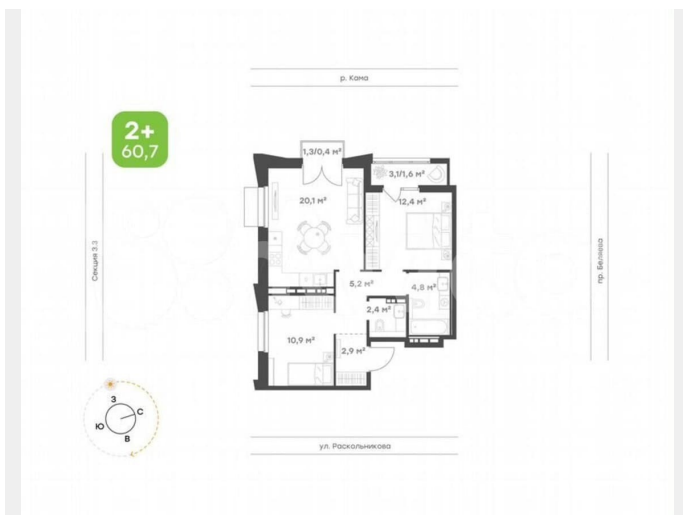 р. Кама
2+
60,7
1,3/0,4 м²
3,1/1,6 м²
20,1 м²
12,4 м²
Секция 3.3
пр. Беляева
5,2 м²
4,8 м²
2,4 м²
10,9 м²
2,9 м²
З
С
Ю
В
ул. Раскольникова